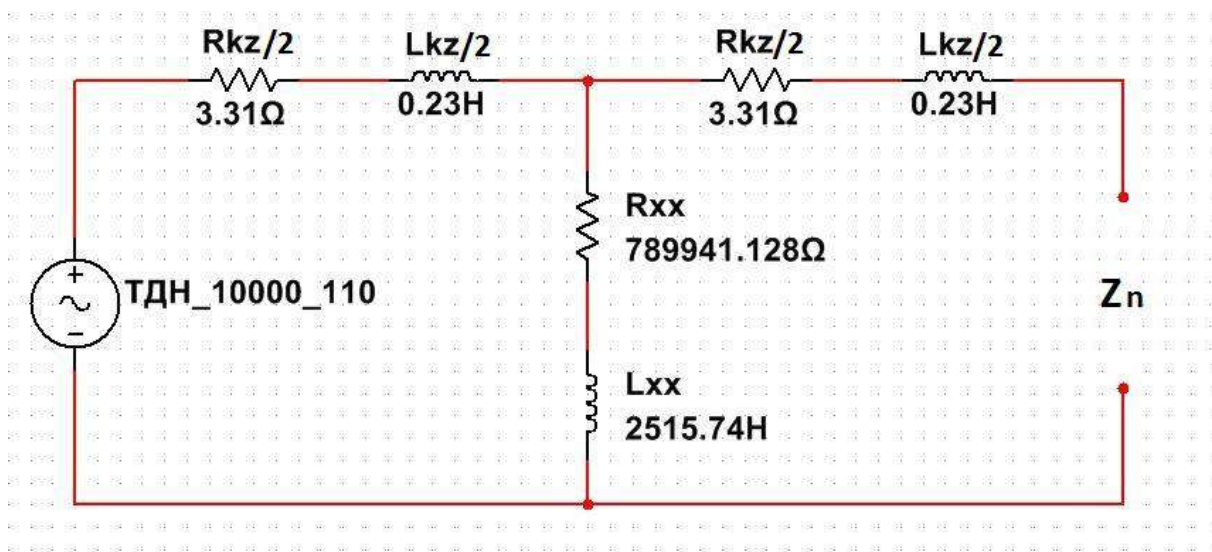 Rkz/2
3.31Ω
Lkz/2
0.23H
Rkz/2
3.31Ω
Lkz/2
0.23H
Rxx
789941.128Ω
ТДН_10000_110
Zn
Lxx
2515.74H